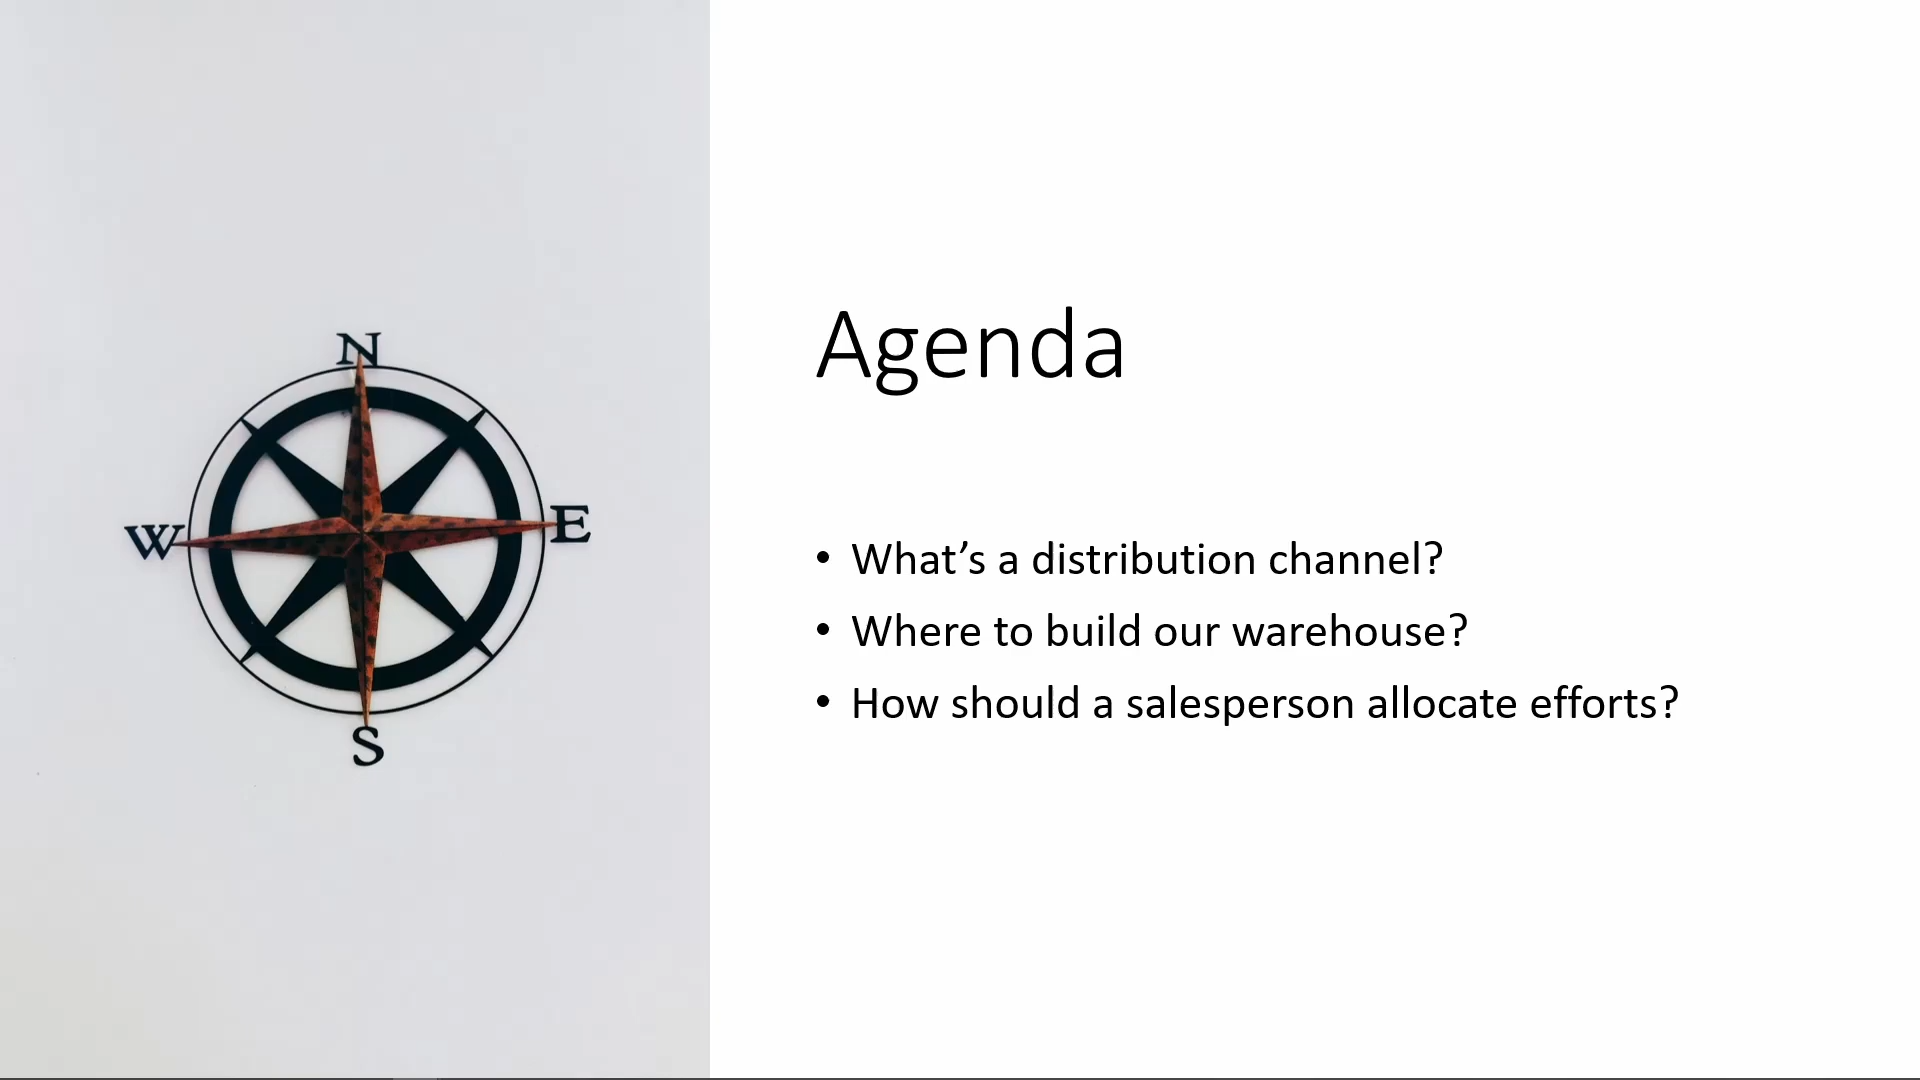 N
W
E
S
Agenda
• What’s a distribution channel?
• Where to build our warehouse?
• How should a salesperson allocate efforts?